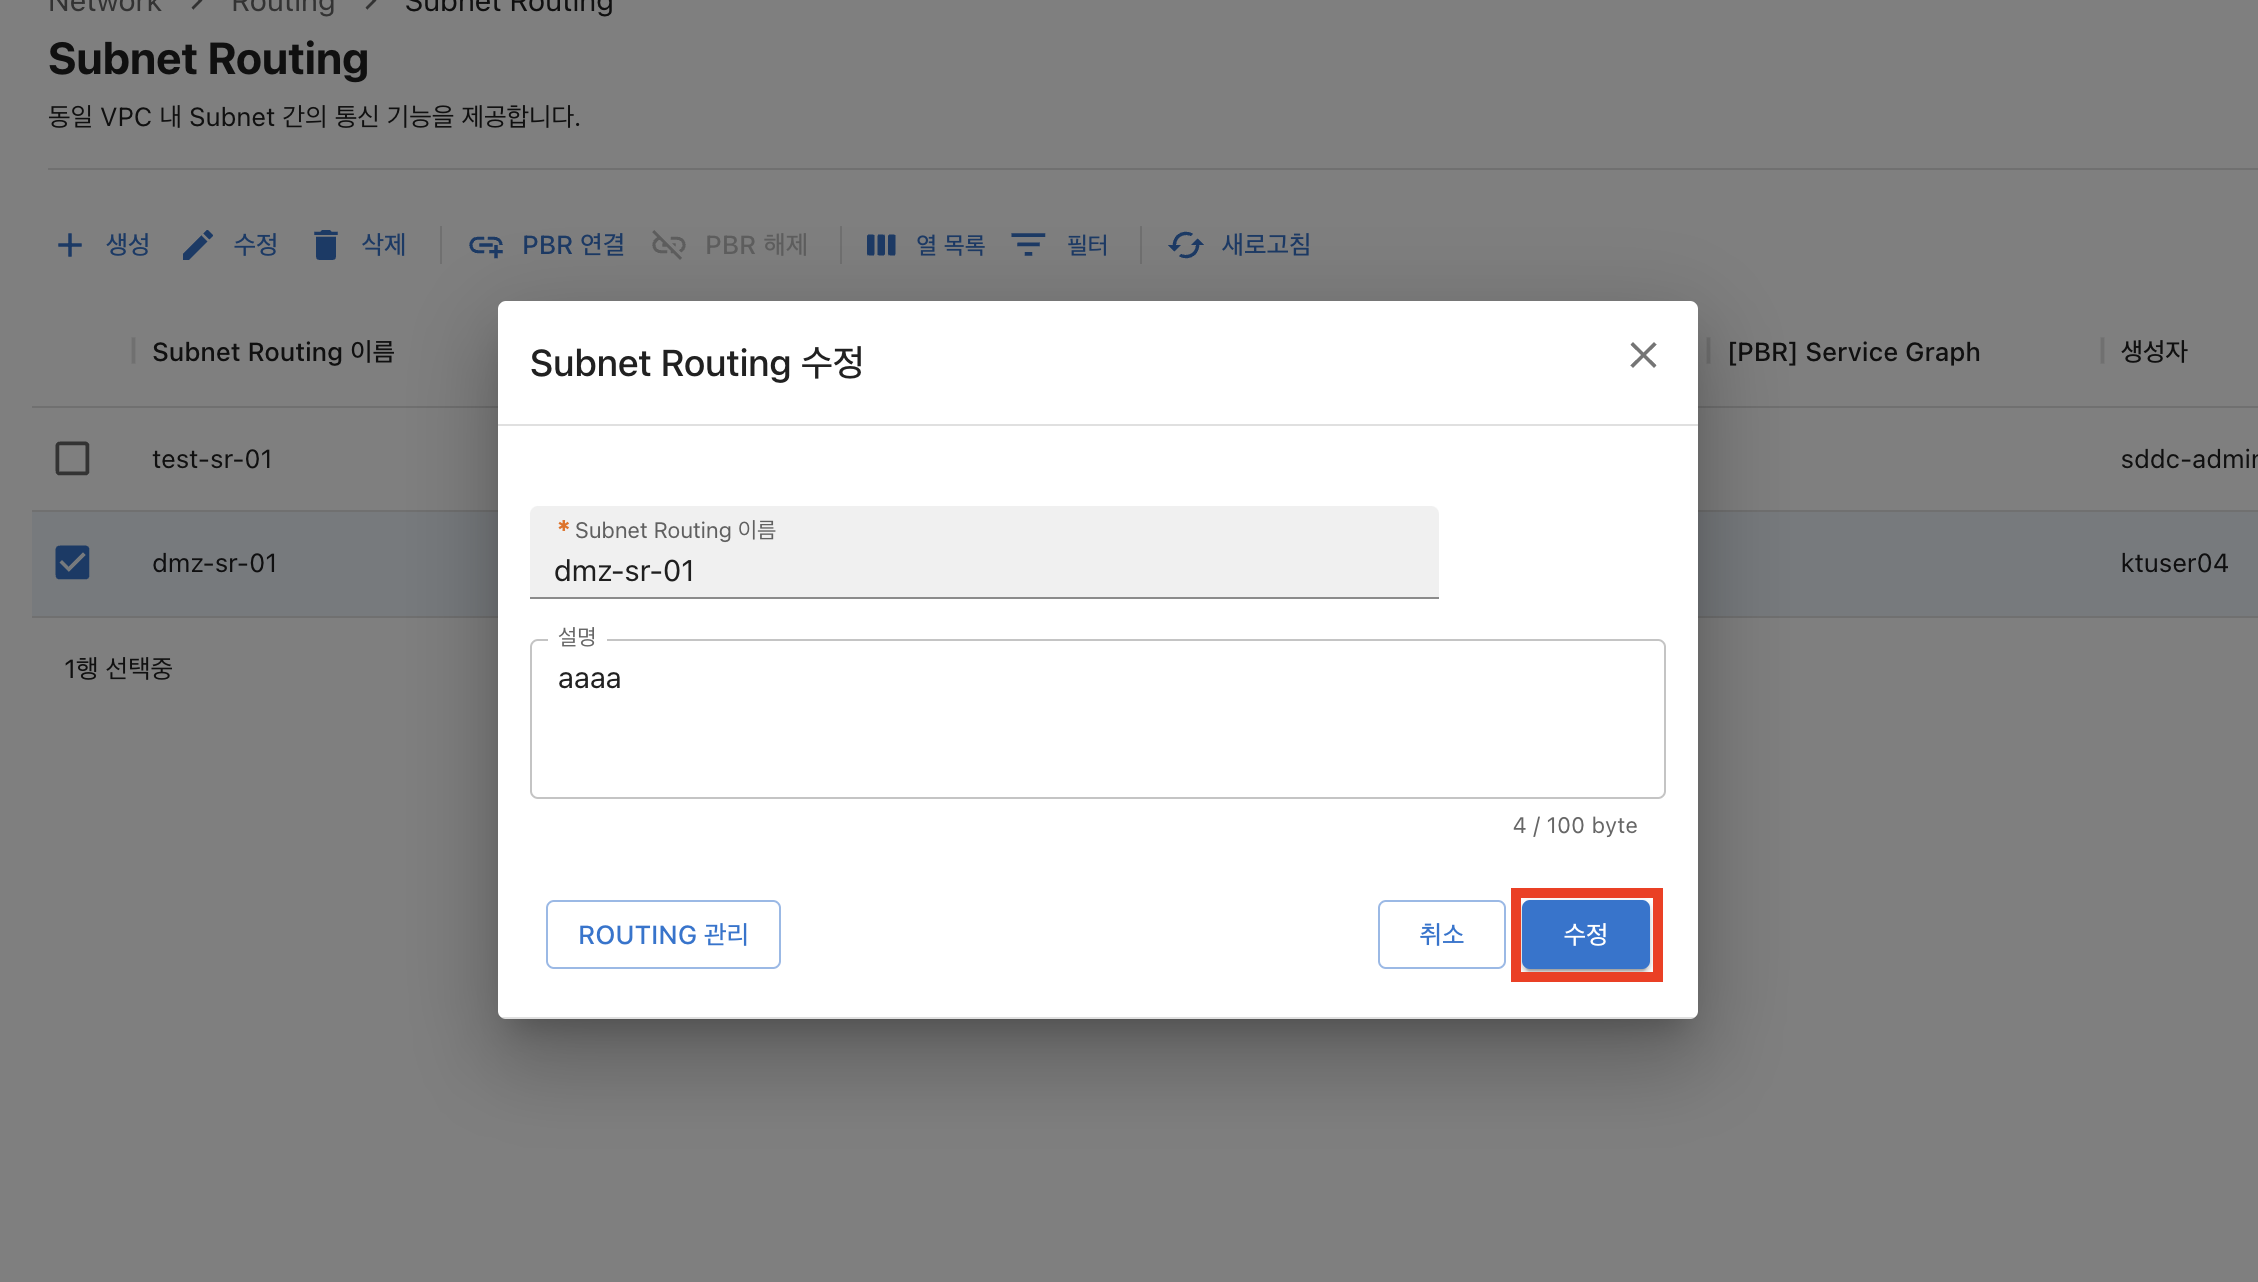 Network > Routing > Subnet Routing
Subnet Routing
동일 VPC 내 Subnet 간의 통신 기능을 제공합니다.
생성 수정 삭제 PBR 연결 PBR 해제 열 목록 필터 새로고침
Subnet Routing 이름 [PBR] Service Graph 생성자
test-sr-01 sddc-admin
dmz-sr-01 ktuser04
1행 선택중
Subnet Routing 수정
* Subnet Routing 이름
dmz-sr-01
설명
aaaa
4 / 100 byte
ROUTING 관리 취소 수정